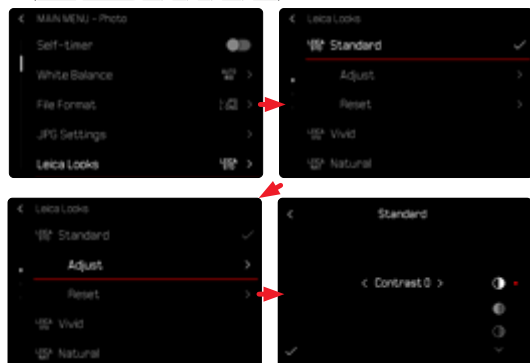 MAIN MENU - Photo
Self-timer
White Balance
File Format
JPG Settings
Leica Looks
Leica Looks
Standard
Adjust
Reset
Vivid
Natural
Leica Looks
Standard
Adjust
Reset
Vivid
Natural
Standard
Contrast 0